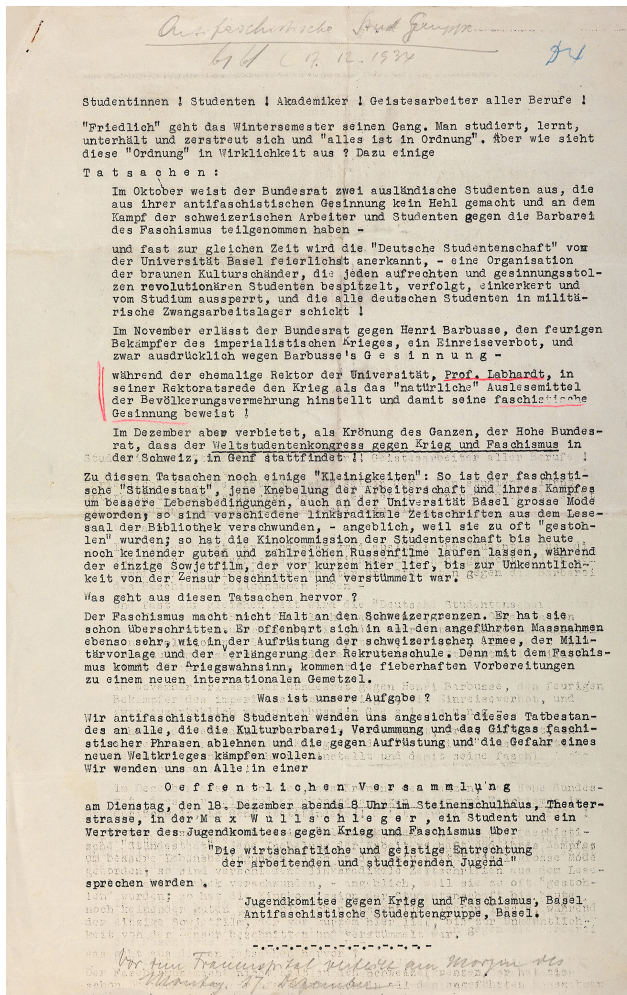 Antifaschistische Stud Gruppe
17.12.1934
D4
Studentinnen ! Studenten ! Akademiker ! Geistesarbeiter aller Berufe !
"Friedlich" geht das Wintersemester seinen Gang. Man studiert, lernt,
unterhält und zerstreut sich und "alles ist in Ordnung". Aber wie sieht
diese "Ordnung" in Wirklichkeit aus ? Dazu einige
T a t s a c h e n :
Im Oktober weist der Bundesrat zwei ausländische Studenten aus, die
aus ihrer antifaschistischen Gesinnung kein Hehl gemacht und an dem
Kampf der schweizerischen Arbeiter und Studenten gegen die Barbarei
des Faschismus teilgenommen haben -
und fast zur gleichen Zeit wird die "Deutsche Studentenschaft" von
der Universität Basel feierlichst anerkannt, - eine Organisation
der braunen Kulturschänder, die jeden aufrechten und gesinnungsstol-
zen revolutionären Studenten bespitzelt, verfolgt, einkerkert und
vom Studium aussperrt, und die alle deutschen Studenten in militä-
rische Zwangsarbeitslager schickt !
Im November erlässt der Bundesrat gegen Henri Barbusse, den feurigen
Bekämpfer des imperialistischen Krieges, ein Einreiseverbot, und
zwar ausdrücklich wegen Barbusse's G e s i n n u n g -
während der ehemalige Rektor der Universität, Prof. Labhardt, in
seiner Rektoratsrede den Krieg als das "natürliche" Auslesemittel
der Bevölkerungsvermehrung hinstellt und damit seine faschistische
Gesinnung beweist !
Im Dezember aber verbietet, als Krönung des Ganzen, der Hohe Bundes-
rat, dass der Weltstudentenkongress gegen Krieg und Faschismus in
der Schweiz, in Genf stattfindet !!
Zu diesen Tatsachen noch einige "Kleinigkeiten": So ist der faschisti-
sche "Ständestaat", jene Knebelung der Arbeiterschaft und ihres Kampfes
um bessere Lebensbedingungen, auch an der Universität Basel grosse Mode
geworden; so sind verschiedene linksradikale Zeitschriften aus dem Lese-
saal der Bibliothek verschwunden, - angeblich, weil sie zu oft "gestoh-
len" wurden; so hat die Kinokommission der Studentenschaft bis heute
noch keinender guten und zahlreichen Russenfilme laufen lassen, während
der einzige Sowjetfilm, der vor kurzem hier lief, bis zur Unkenntlich-
keit von der Zensur beschnitten und verstümmelt war.
Was geht aus diesen Tatsachen hervor ?
Der Faschismus macht nicht Halt an den Schweizergrenzen. Er hat sie
schon überschritten. Er offenbart sich in all den angeführten Massnahmen
ebenso sehr, wie in der Aufrüstung der schweizerischen Armee, der Mili-
tärvorlage und der Verlängerung der Rekrutenschule. Denn mit dem Faschis-
mus kommt der Kriegswahnsinn, kommen die fieberhaften Vorbereitungen
zu einem neuen internationalen Gemetzel.
Was ist unsere Aufgabe ?
Wir antifaschistische Studenten wenden uns angesichts dieses Tatbestan-
des an alle, die die Kulturbarbarei, Verdummung und das Giftgas faschi-
stischer Phrasen ablehnen und die gegen Aufrüstung und die Gefahr eines
neuen Weltkrieges kämpfen wollen.
Wir wenden uns an Alle in einer
O e f f e n t l i c h e n V e r s a m m l u n g
am Dienstag, den 18. Dezember abends 8 Uhr im Steinenschulhaus, Theater-
strasse, in der M a x W u l l s c h l e g e r , ein Student und ein
Vertreter des Jugendkomitees gegen Krieg und Faschismus über
"Die wirtschaftliche und geistige Entrechtung
der arbeitenden und studierenden Jugend "
sprechen werden .
Jugendkomitee gegen Krieg und Faschismus, Basel
Antifaschistische Studentengruppe, Basel.
-.-.-.-.-.-.-.-.-.-.-.-
Vor dem Frauenspital verteilt am Morgen des
Montag, 17. Dezember